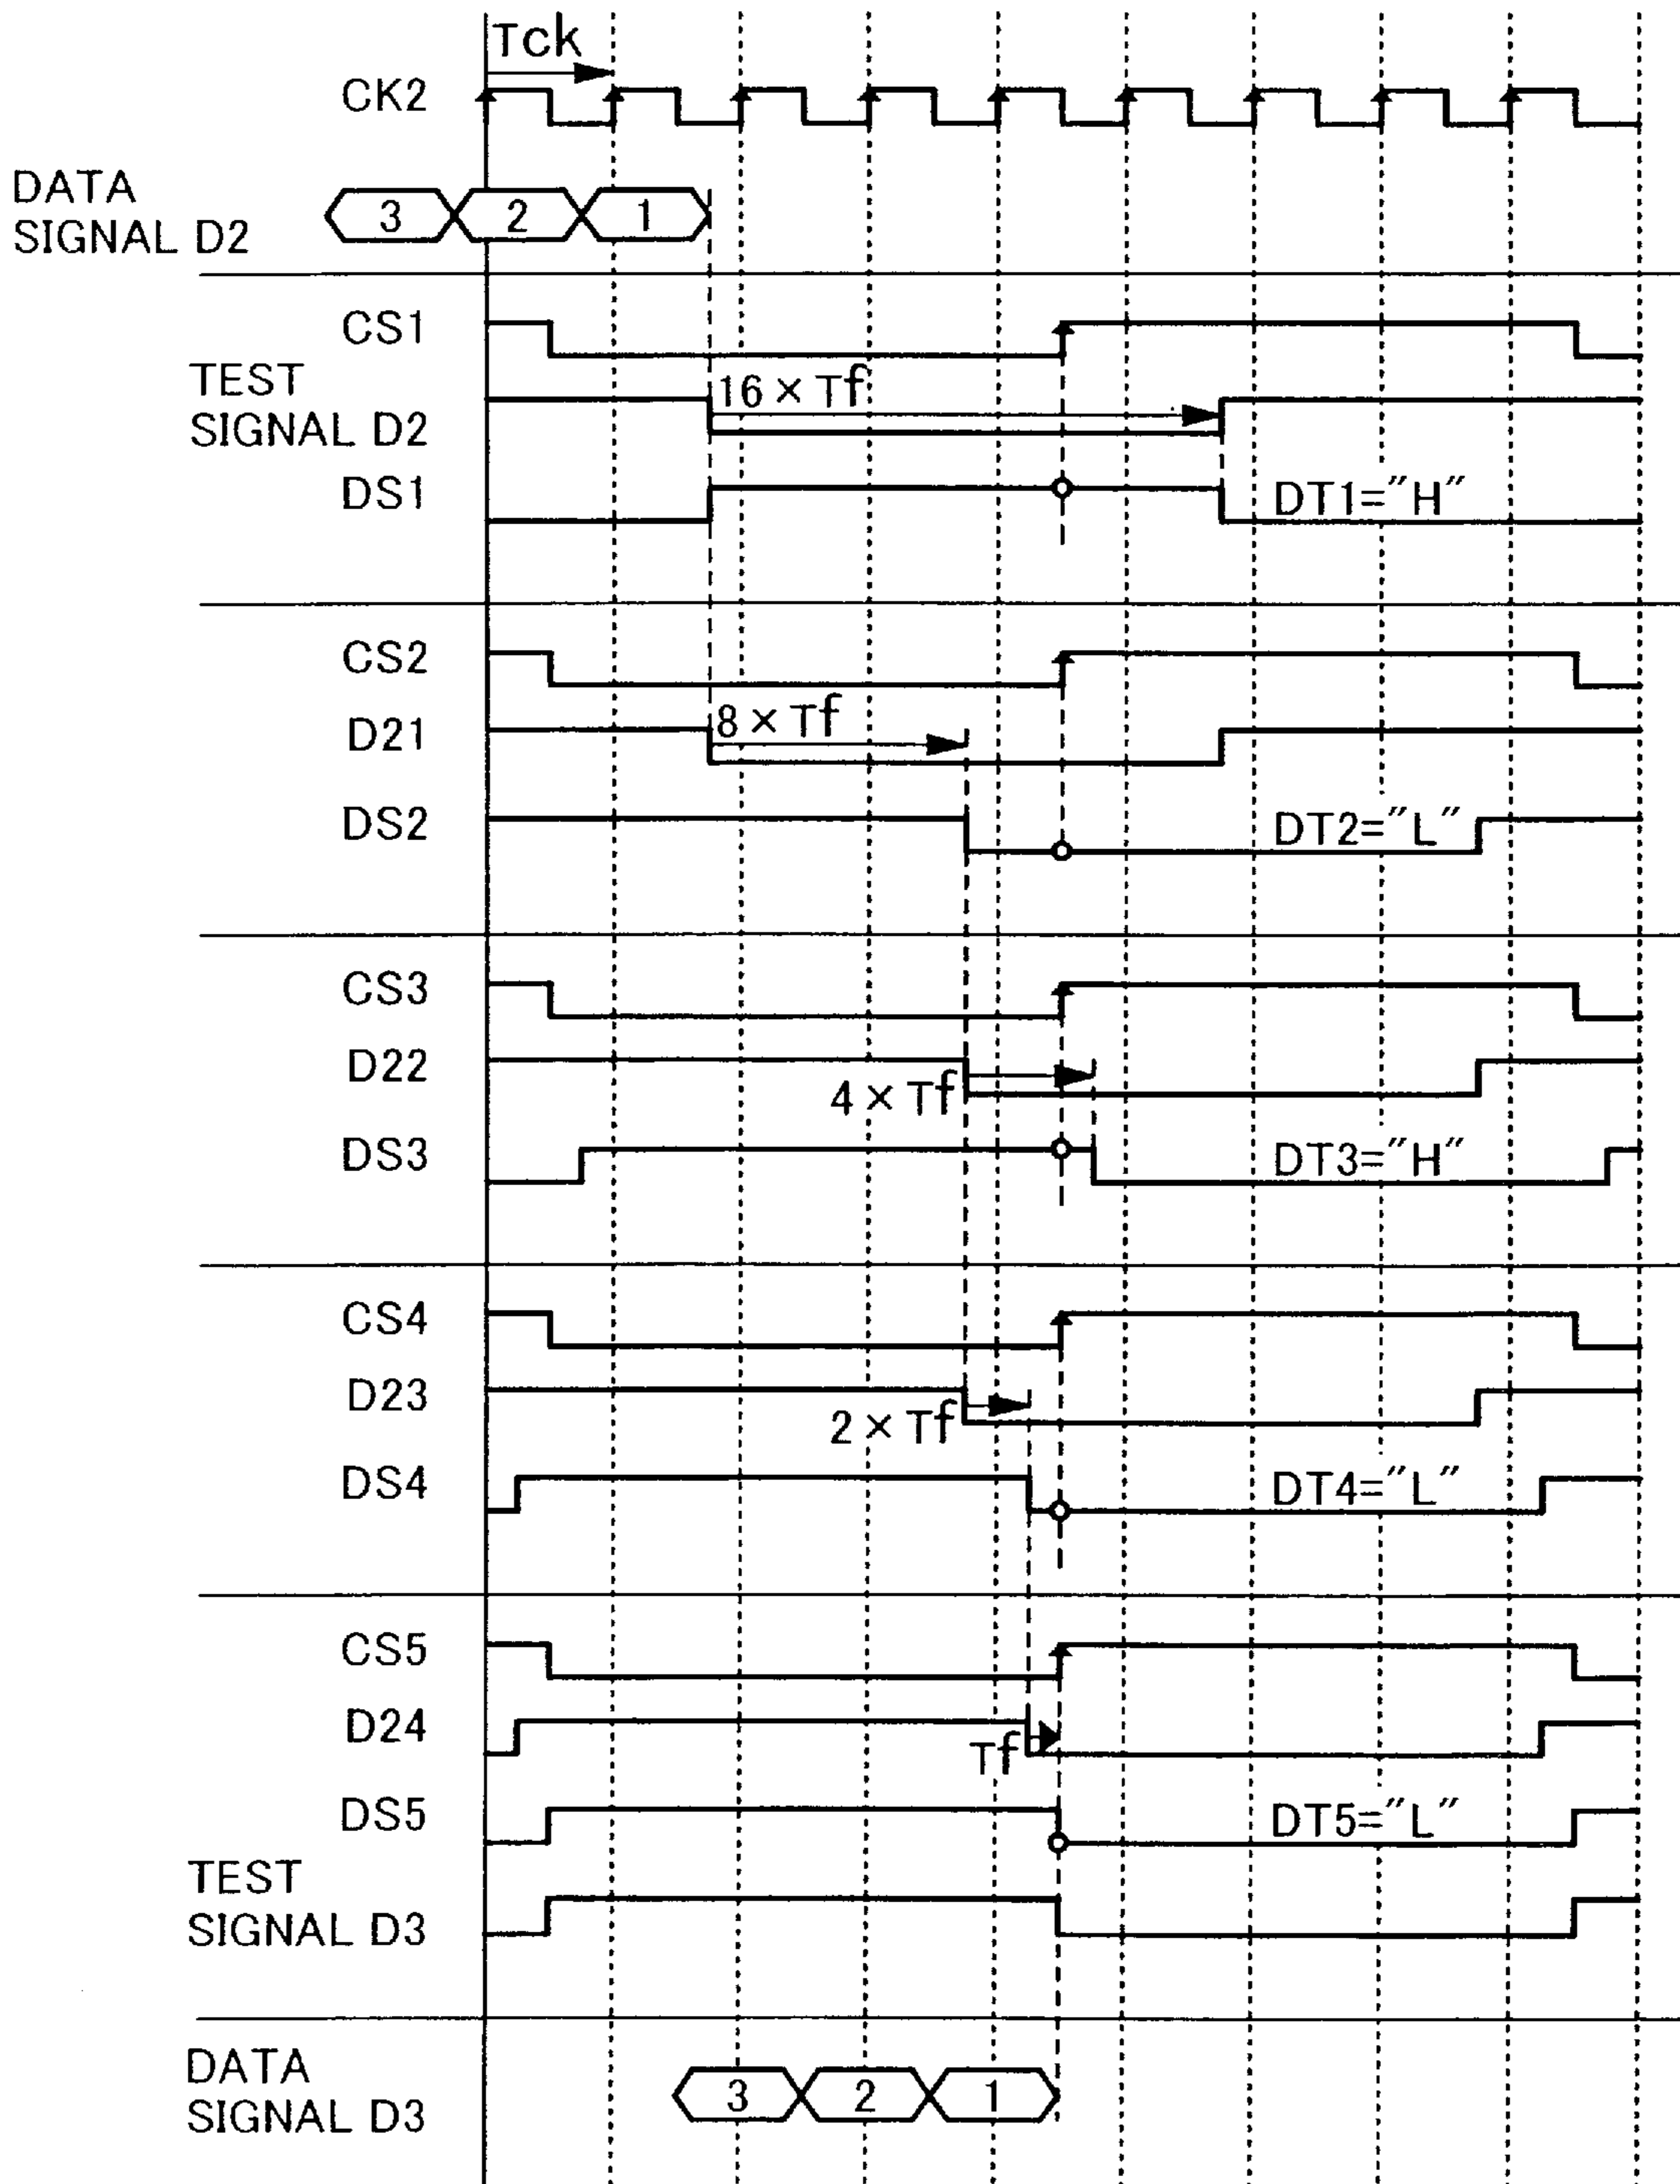 Tck
CK2
DATA
SIGNAL D2
3 2 1
CS1
TEST
SIGNAL D2
16 × Tf
DS1
DT1="H"
CS2
D21
8 × Tf
DS2
DT2="L"
CS3
D22
4 × Tf
DS3
DT3="H"
CS4
D23
2 × Tf
DS4
DT4="L"
CS5
D24
Tf
DS5
DT5="L"
TEST
SIGNAL D3
DATA
SIGNAL D3
3 2 1